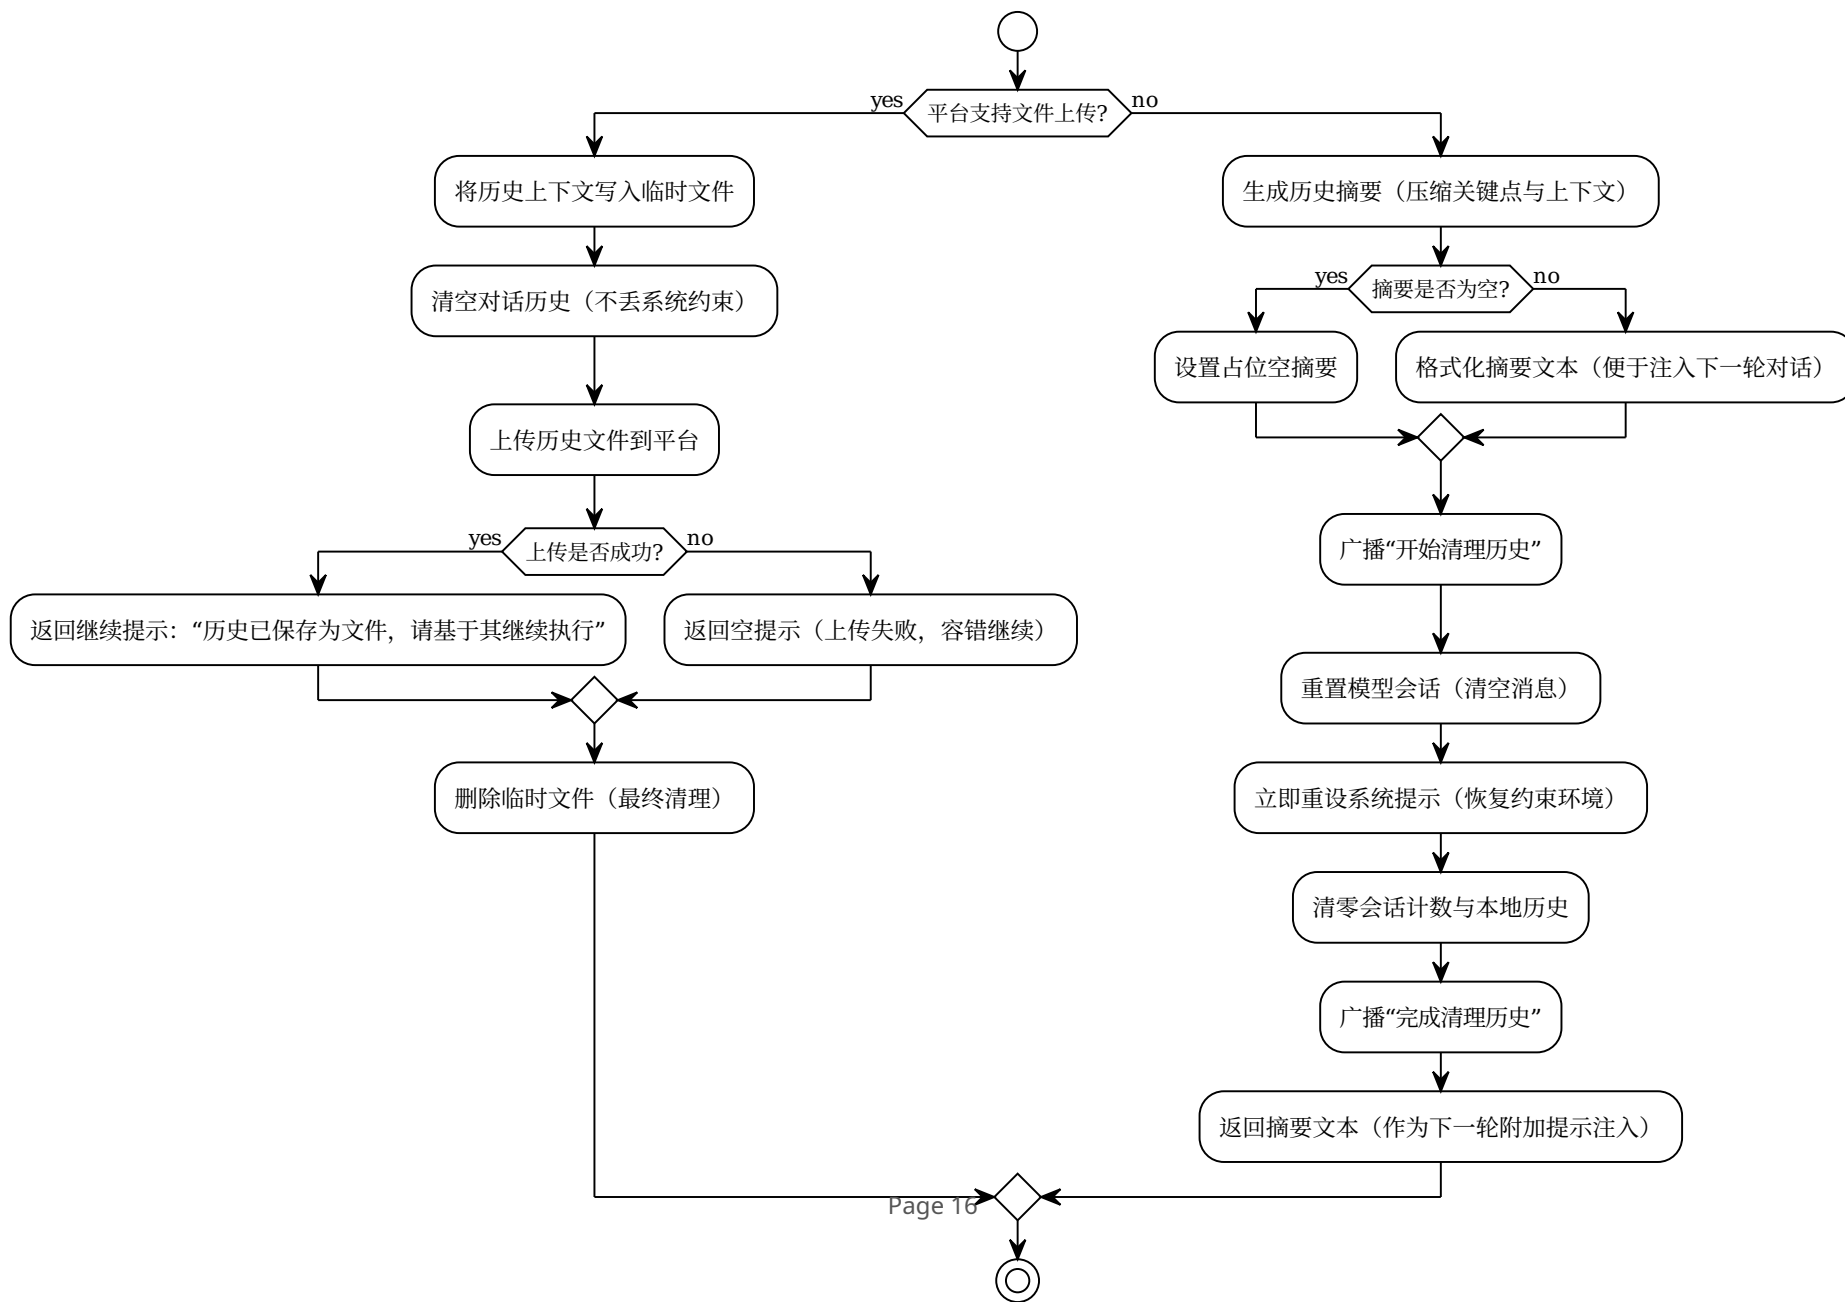 平台支持文件上传?
yes
no
将历史上下文写入临时文件
清空对话历史（不丢系统约束）
上传历史文件到平台
上传是否成功?
yes
no
返回继续提示：“历史已保存为文件，请基于其继续执行”
返回空提示（上传失败，容错继续）
删除临时文件（最终清理）
生成历史摘要（压缩关键点与上下文）
摘要是否为空?
yes
no
设置占位空摘要
格式化摘要文本（便于注入下一轮对话）
广播“开始清理历史”
重置模型会话（清空消息）
立即重设系统提示（恢复约束环境）
清零会话计数与本地历史
广播“完成清理历史”
返回摘要文本（作为下一轮附加提示注入）
Page 16